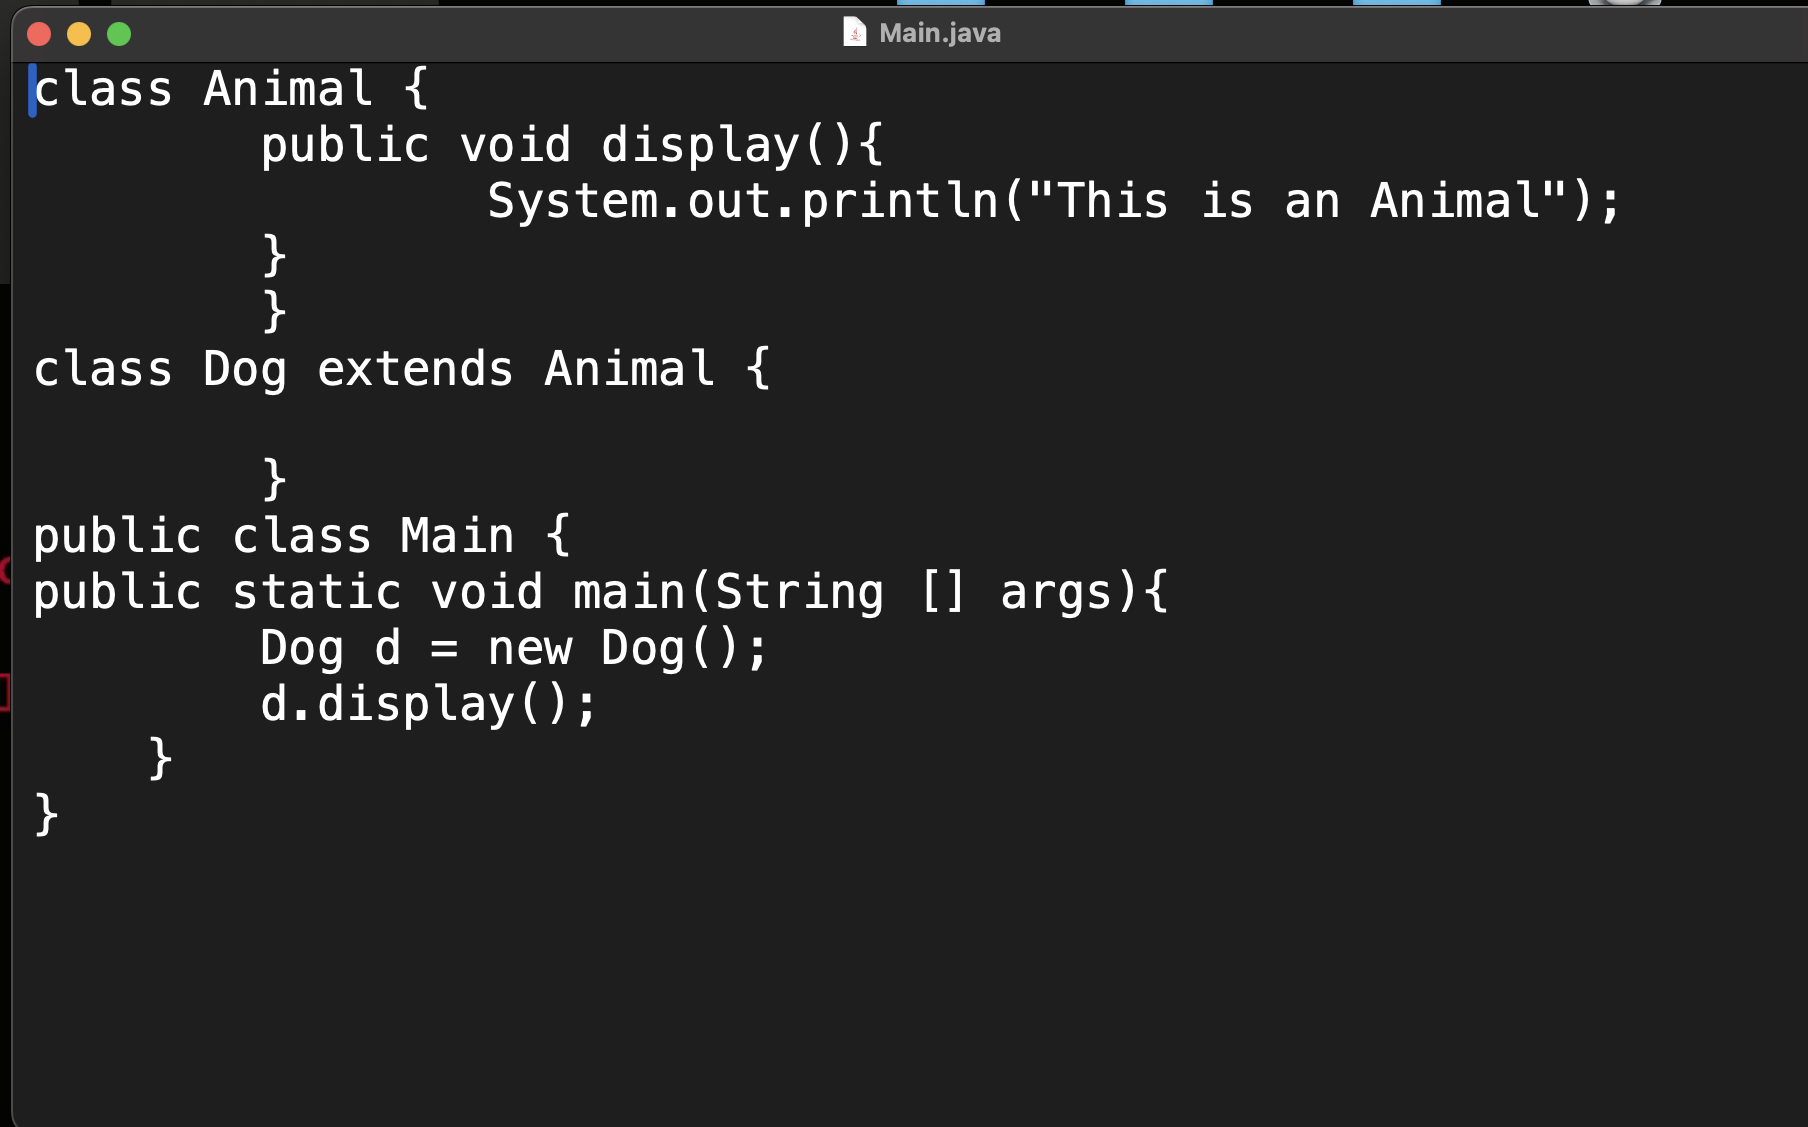 Main.java
class Animal {
        public void display(){
                System.out.println("This is an Animal");
        }
        }
class Dog extends Animal {

        }
public class Main {
public static void main(String [] args){
        Dog d = new Dog();
        d.display();
    }
}